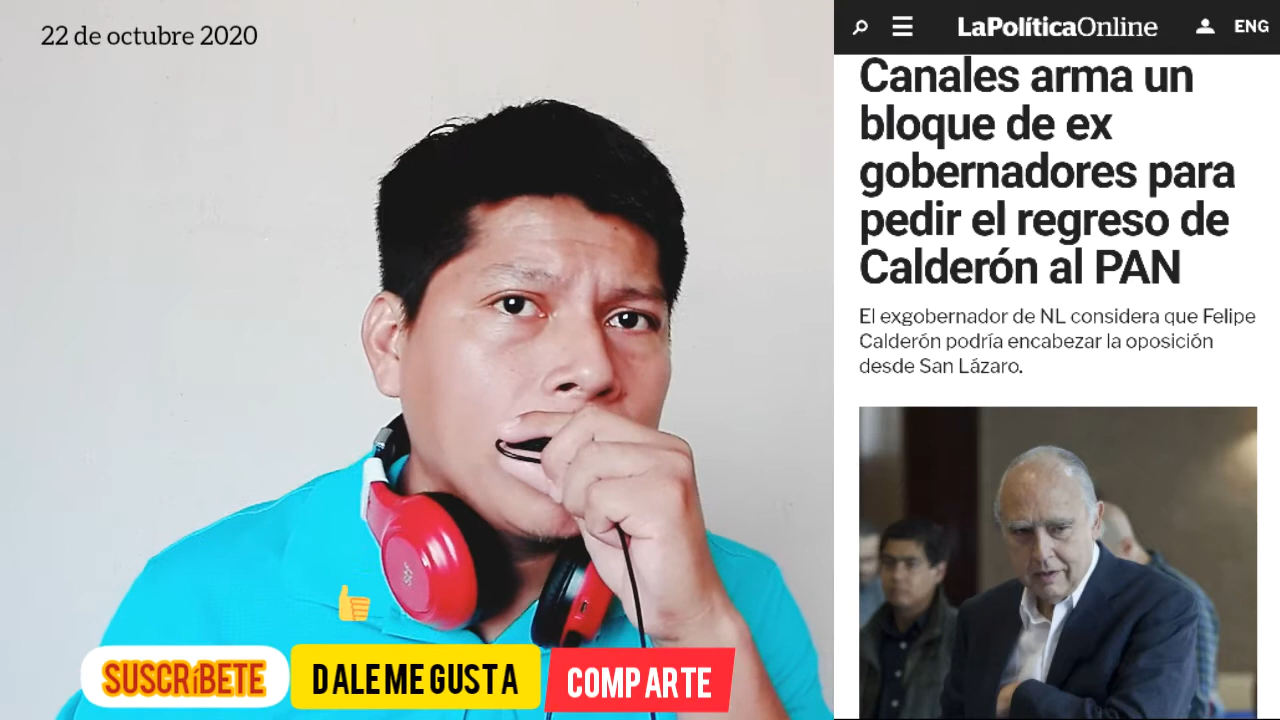 22 de octubre 2020
SUSCRíBETE
DALE ME GUSTA
COMPARTE
LaPolíticaOnline
ENG
Canales arma un
bloque de ex
gobernadores para
pedir el regreso de
Calderón al PAN
El exgobernador de NL considera que Felipe
Calderón podría encabezar la oposición
desde San Lázaro.